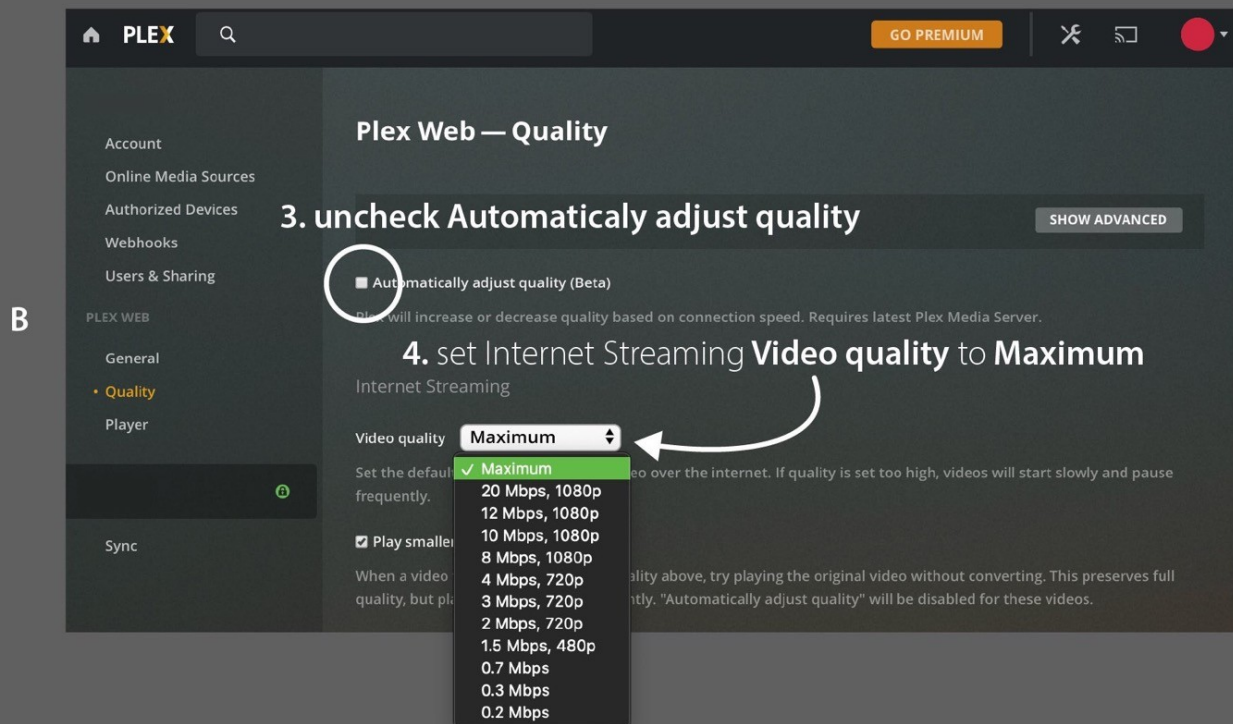 PLEX
GO PREMIUM
Plex Web — Quality
Account
Online Media Sources
Authorized Devices
Webhooks
Users & Sharing
3. uncheck Automaticaly adjust quality
SHOW ADVANCED
Automatically adjust quality (Beta)
B
PLEX WEB
Plex will increase or decrease quality based on connection speed. Requires latest Plex Media Server.
General
• Quality
Player
4. set Internet Streaming Video quality to Maximum
Internet Streaming
Video quality
Maximum
✓ Maximum
20 Mbps, 1080p
12 Mbps, 1080p
10 Mbps, 1080p
8 Mbps, 1080p
4 Mbps, 720p
3 Mbps, 720p
2 Mbps, 720p
1.5 Mbps, 480p
0.7 Mbps
0.3 Mbps
0.2 Mbps
Set the over the internet. If quality is set too high, videos will start slowly and pause
frequently.
Sync
Play smaller
When a video above, try playing the original video without converting. This preserves full
quality, but "Automatically adjust quality" will be disabled for these videos.